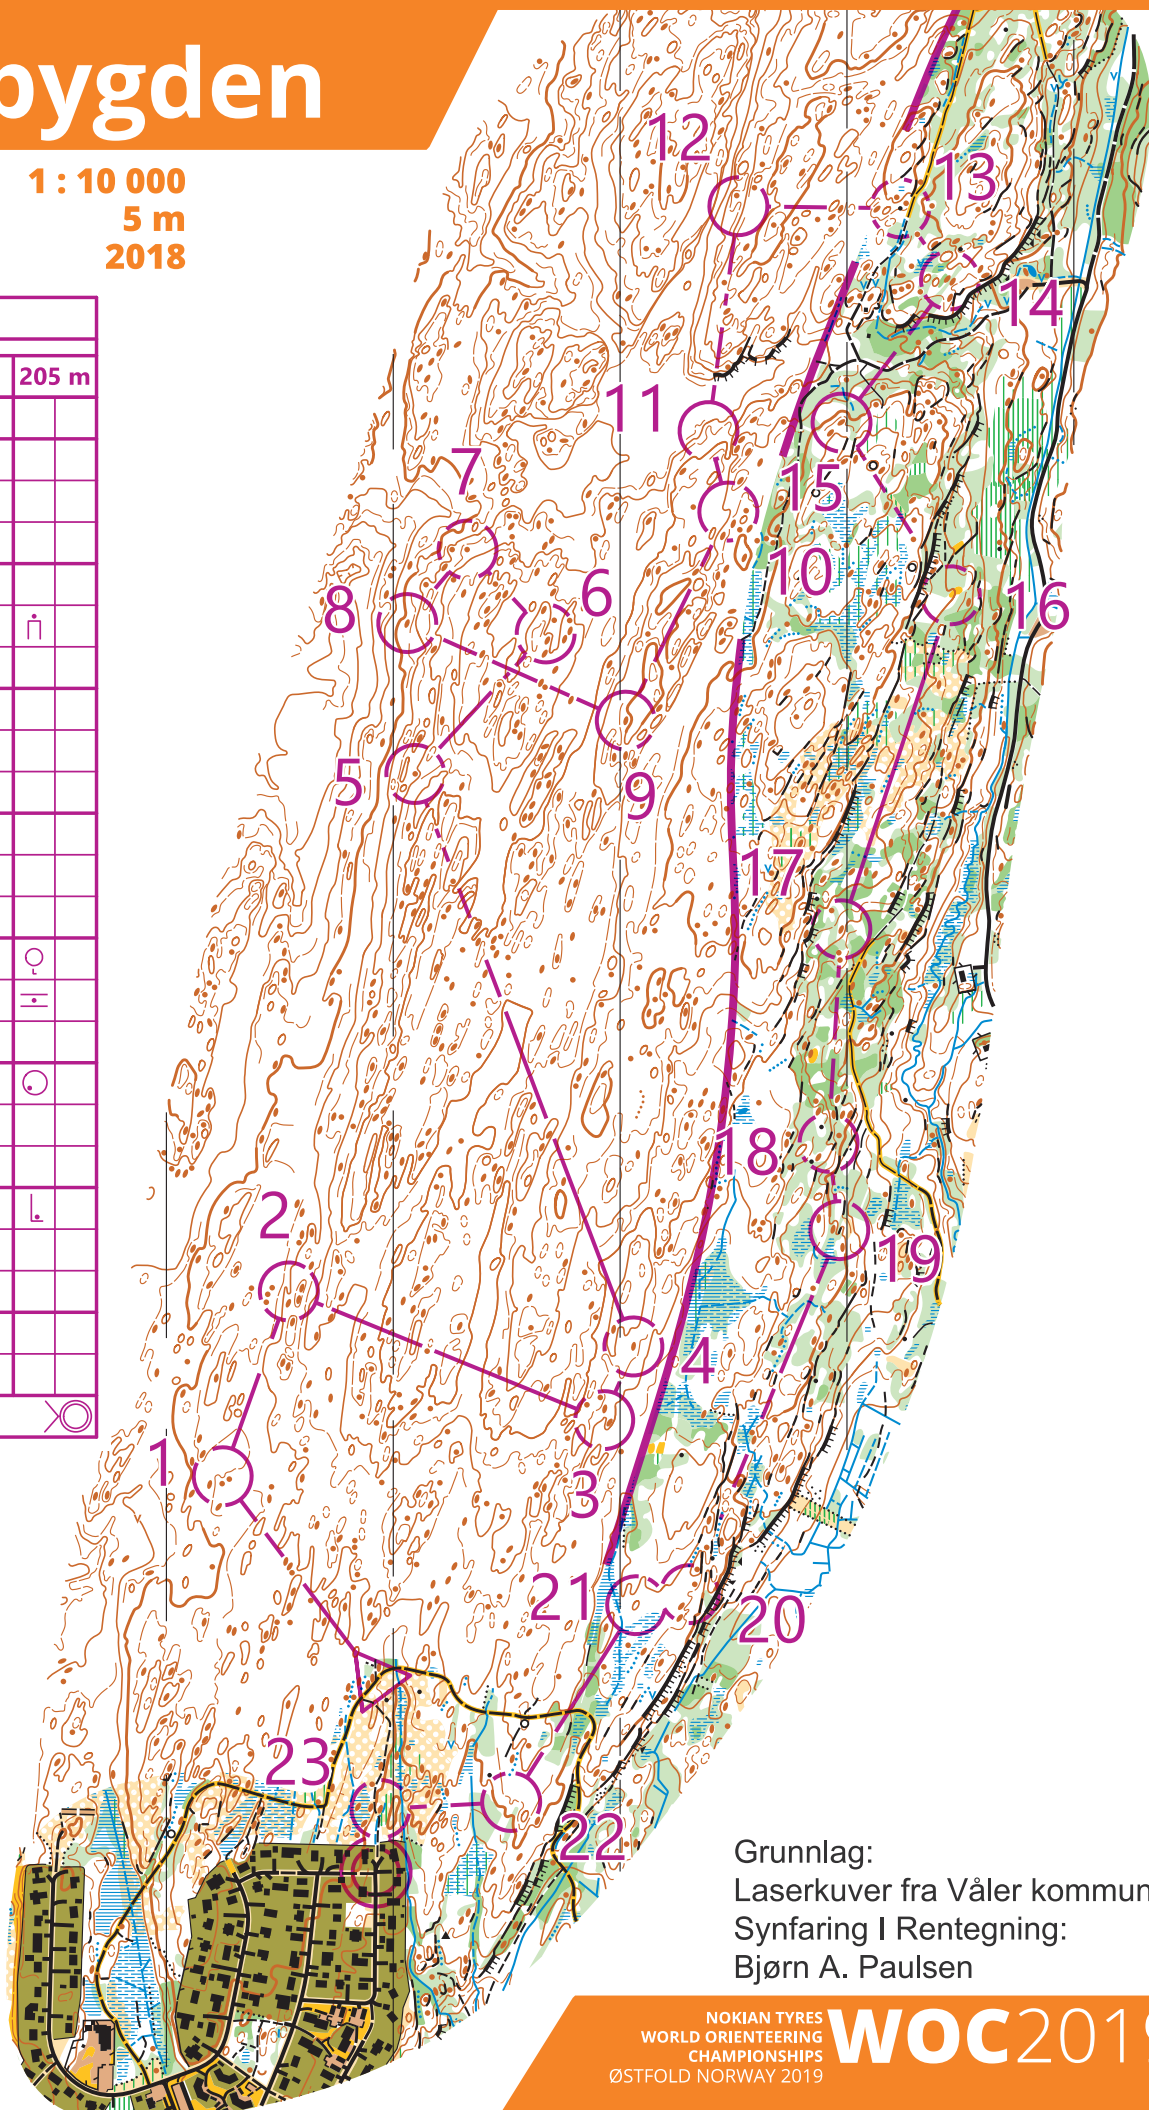 bygden
1 : 10 000
5 m
2018
205 m
12
13
14
11
7
15
10
6
8
16
5
9
17
18
2
19
4
1
3
21
20
23
22
Grunnlag:
Laserkuver fra Våler kommun
Synfaring I Rentegning:
Bjørn A. Paulsen
NOKIAN TYRES
WORLD ORIENTEERING
CHAMPIONSHIPS
ØSTFOLD NORWAY 2019
WOC2019